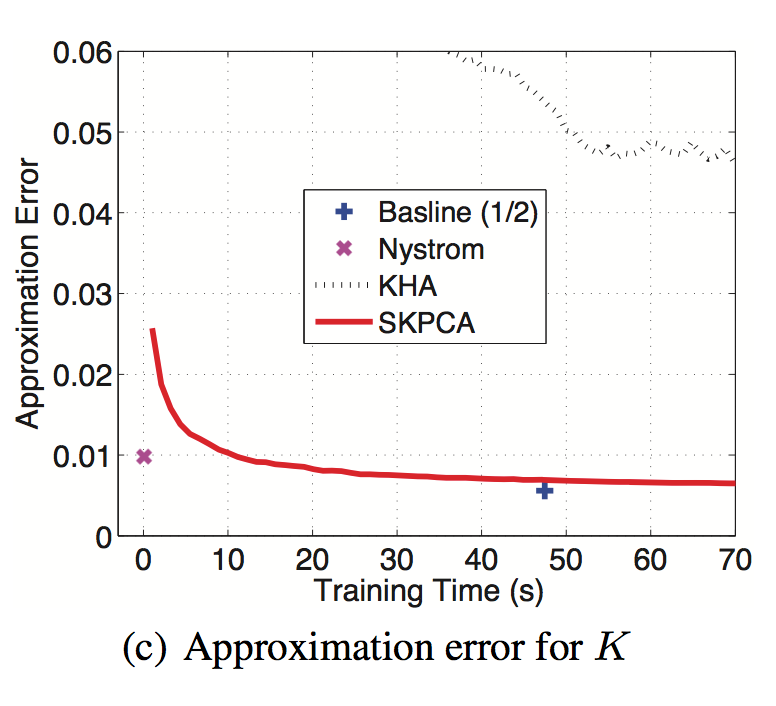 0.06
0.05
0.04
0.03
0.02
0.01
0
Approximation Error
Basline (1/2)
Nystrom
KHA
SKPCA
0 10 20 30 40 50 60 70
Training Time (s)
(c) Approximation error for K